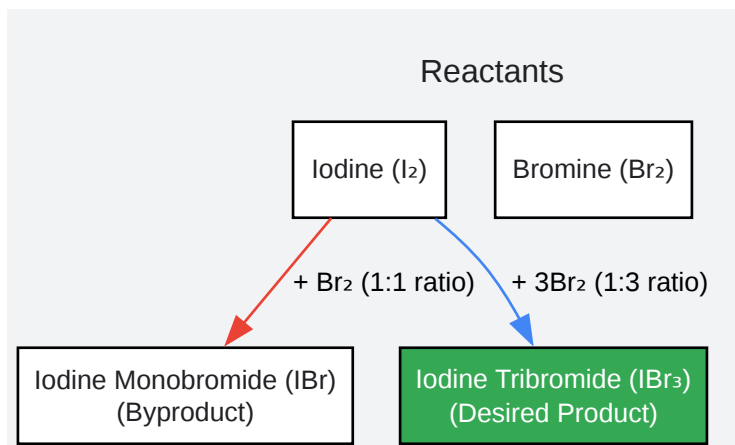 Reactants
Iodine (I₂)
Bromine (Br₂)
+ Br₂ (1:1 ratio)
+ 3Br₂ (1:3 ratio)
Iodine Monobromide (IBr)
(Byproduct)
Iodine Tribromide (IBr₃)
(Desired Product)